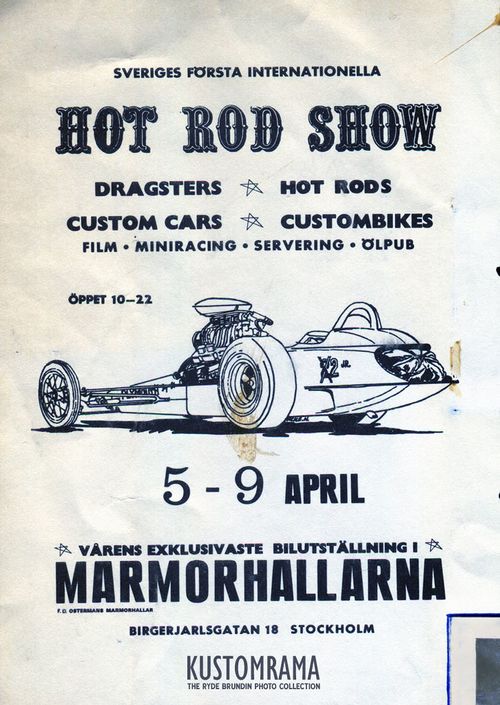 SVERIGES FÖRSTA INTERNATIONELLA
HOT ROD SHOW
DRAGSTERS HOT RODS
CUSTOM CARS CUSTOMBIKES
FILM • MINIRACING • SERVERING • ÖLPUB
ÖPPET 10–22
5 - 9 APRIL
VÅRENS EXKLUSIVASTE BILUTSTÄLLNING I
MARMORHALLARNA
F. D. OSTERMANS MARMORHALLAR
BIRGERJARLSGATAN 18 STOCKHOLM
KUSTOMRAMA
THE RYDE BRUNDIN PHOTO COLLECTION